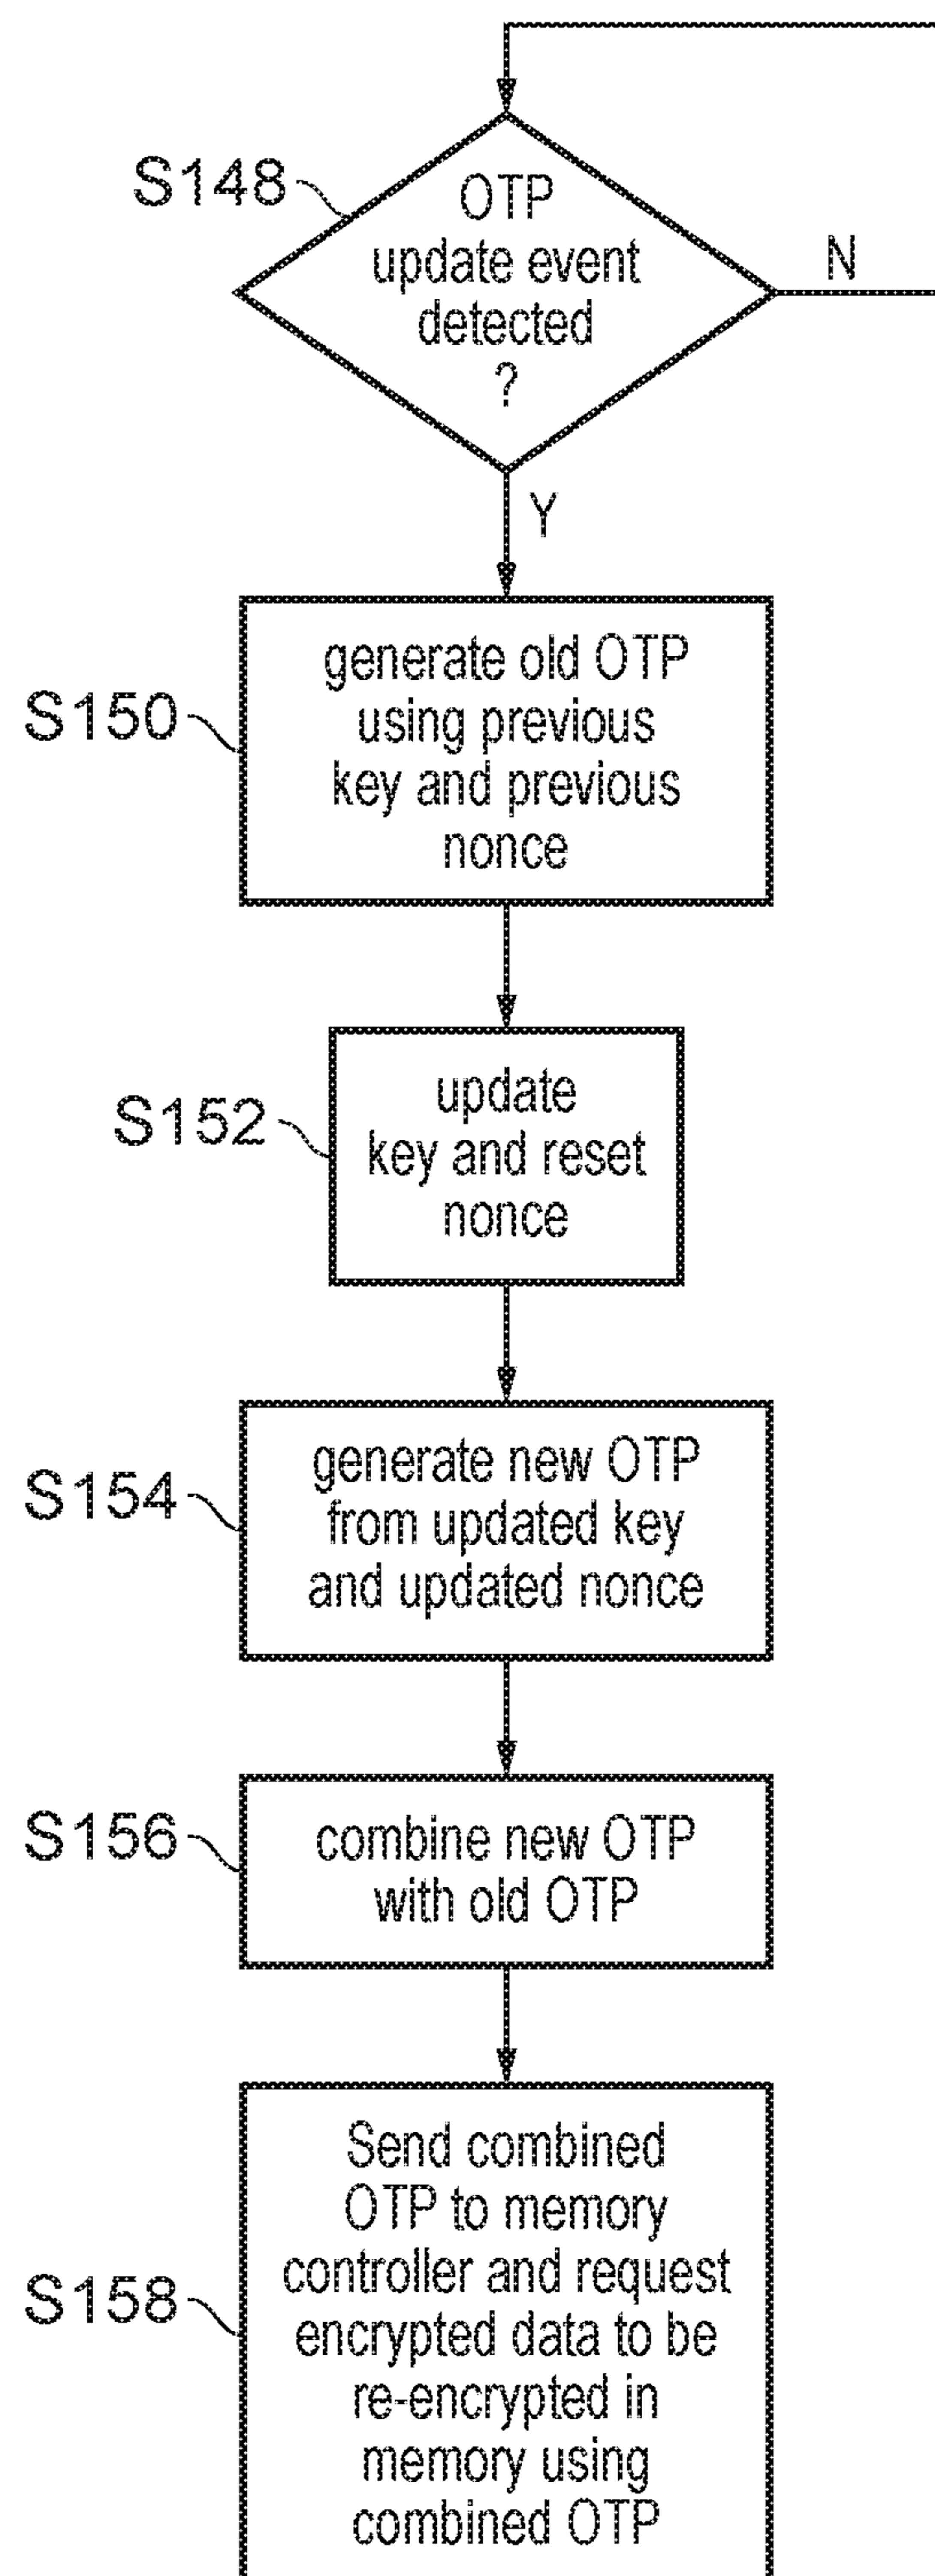 S148
OTP
update event
detected
?
N
Y
S150
generate old OTP
using previous
key and previous
nonce
S152
update
key and reset
nonce
S154
generate new OTP
from updated key
and updated nonce
S156
combine new OTP
with old OTP
S158
Send combined
OTP to memory
controller and request
encrypted data to be
re-encrypted in
memory using
combined OTP